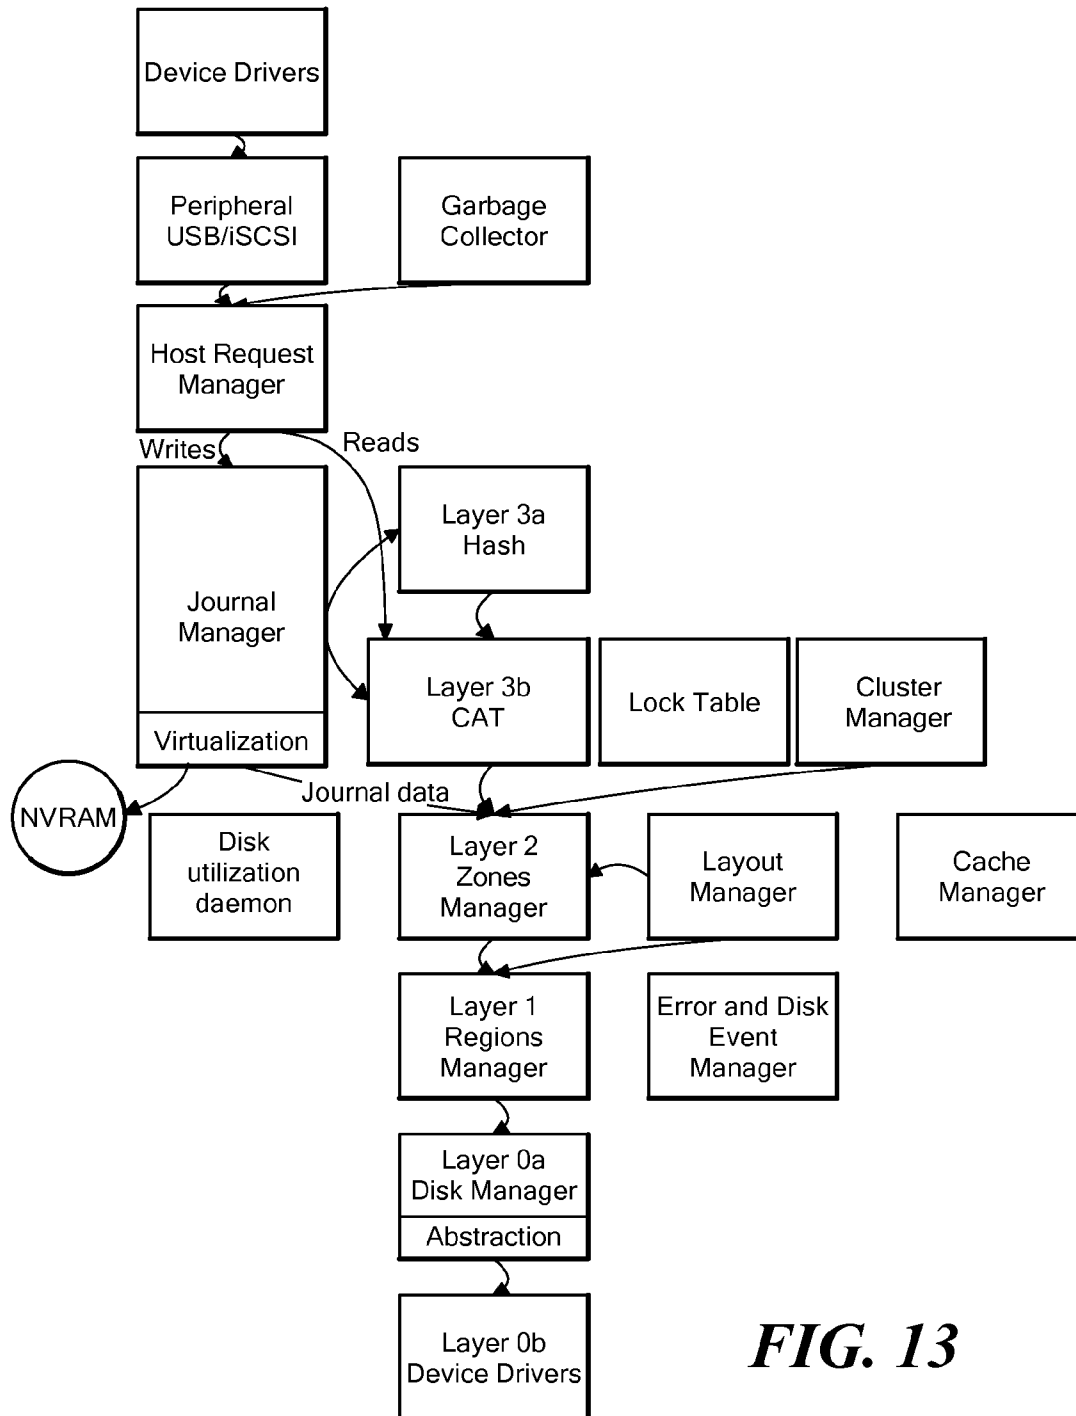 Device Drivers
Peripheral
USB/iSCSI
Garbage
Collector
Host Request
Manager
Writes
Reads
Layer 3a
Hash
Journal
Manager
Virtualization
Layer 3b
CAT
Lock Table
Cluster
Manager
NVRAM
Journal data
Disk
utilization
daemon
Layer 2
Zones
Manager
Layout
Manager
Cache
Manager
Layer 1
Regions
Manager
Error and Disk
Event
Manager
Layer 0a
Disk Manager
Abstraction
Layer 0b
Device Drivers
FIG. 13